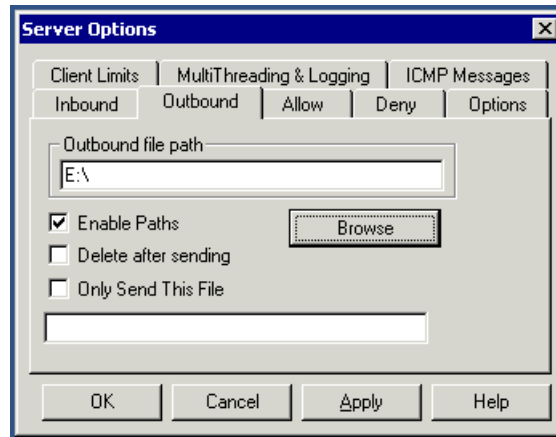 Server Options
Client Limits MultiThreading & Logging ICMP Messages
Inbound Outbound Allow Deny Options
Outbound file path
E:\
Enable Paths Browse
Delete after sending
Only Send This File
OK Cancel Apply Help